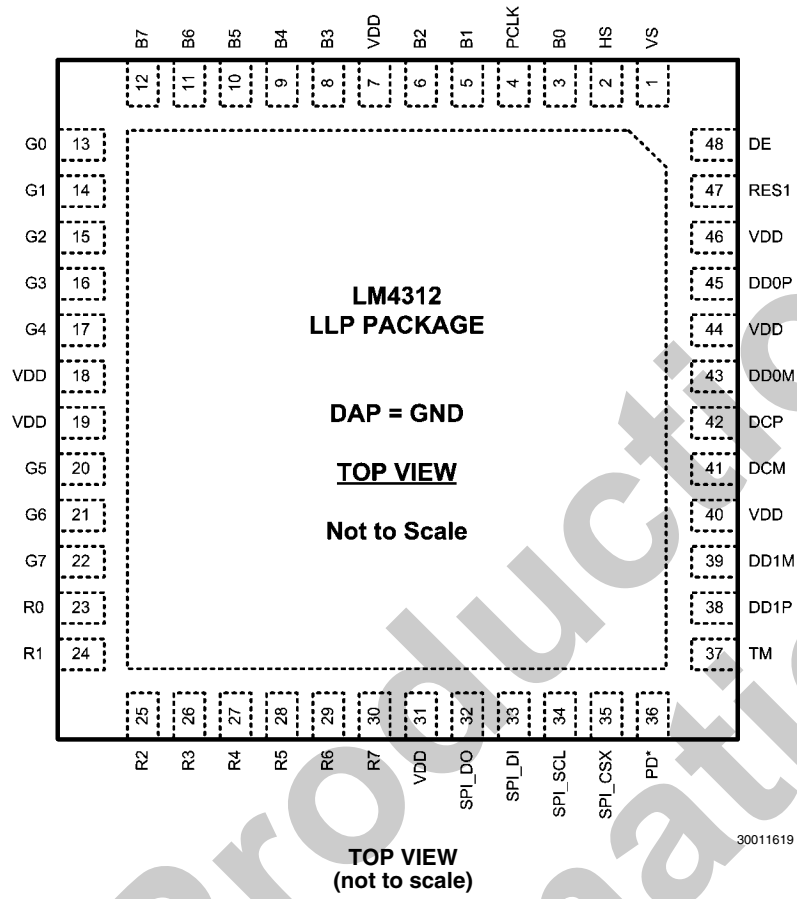 B7 B6 B5 B4 B3 VDD B2 B1 PCLK B0 HS VS
12 11 10 9 8 7 6 5 4 3 2 1
G0 13 48 DE
G1 14 47 RES1
G2 15 46 VDD
G3 16 45 DD0P
G4 17 44 VDD
VDD 18 43 DD0M
VDD 19 42 DCP
G5 20 41 DCM
G6 21 40 VDD
G7 22 39 DD1M
R0 23 38 DD1P
R1 24 37 TM
LM4312
LLP PACKAGE
DAP = GND
TOP VIEW
Not to Scale
25 26 27 28 29 30 31 32 33 34 35 36
R2 R3 R4 R5 R6 R7 VDD SPI_DO SPI_DI SPI_SCL SPI_CSX PD*
30011619
TOP VIEW
(not to scale)